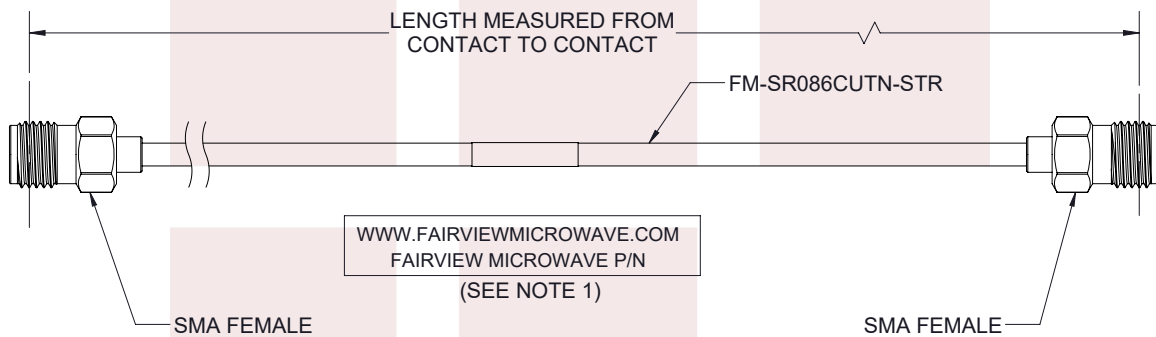 LENGTH MEASURED FROM
CONTACT TO CONTACT
FM-SR086CUTN-STR
WWW.FAIRVIEWMICROWAVE.COM
FAIRVIEW MICROWAVE P/N
(SEE NOTE 1)
SMA FEMALE
SMA FEMALE